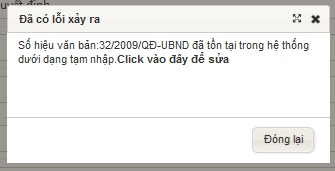 Đã có lỗi xảy ra
Số hiệu văn bản:32/2009/QĐ-UBND đã tồn tại trong hệ thống
dưới dạng tạm nhập.Click vào đây để sửa
Đóng lại